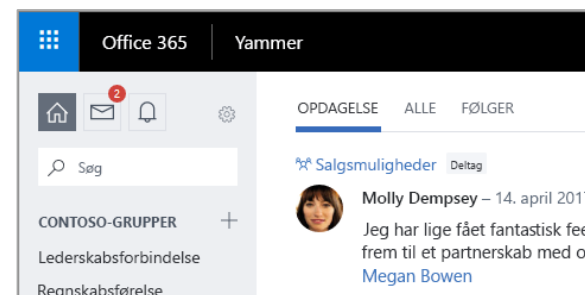 Office 365 Yammer
2
OPDAGELSE ALLE FØLGER
Søg
Salgsmuligheder Deltag
Molly Dempsey – 14. april 2017
CONTOSO-GRUPPER
Jeg har lige fået fantastisk
frem til et partnerskab med
Lederskabsforbindelse
Megan Bowen
Regnskabsførelse